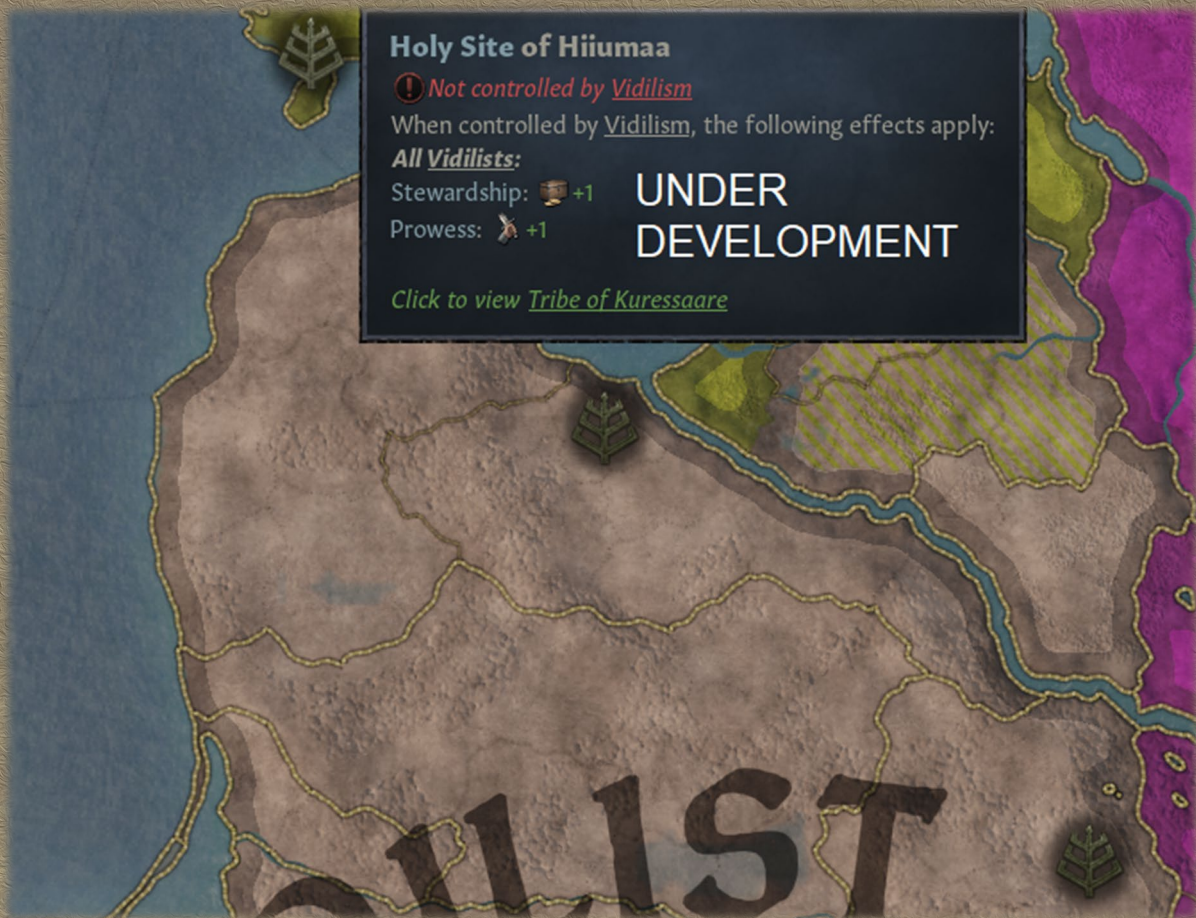 Holy Site of Hiiumaa
Not controlled by Vidilism
When controlled by Vidilism, the following effects apply:
All Vidilists:
Stewardship: +1
Prowess: +1
UNDER
DEVELOPMENT
Click to view Tribe of Kuressaare